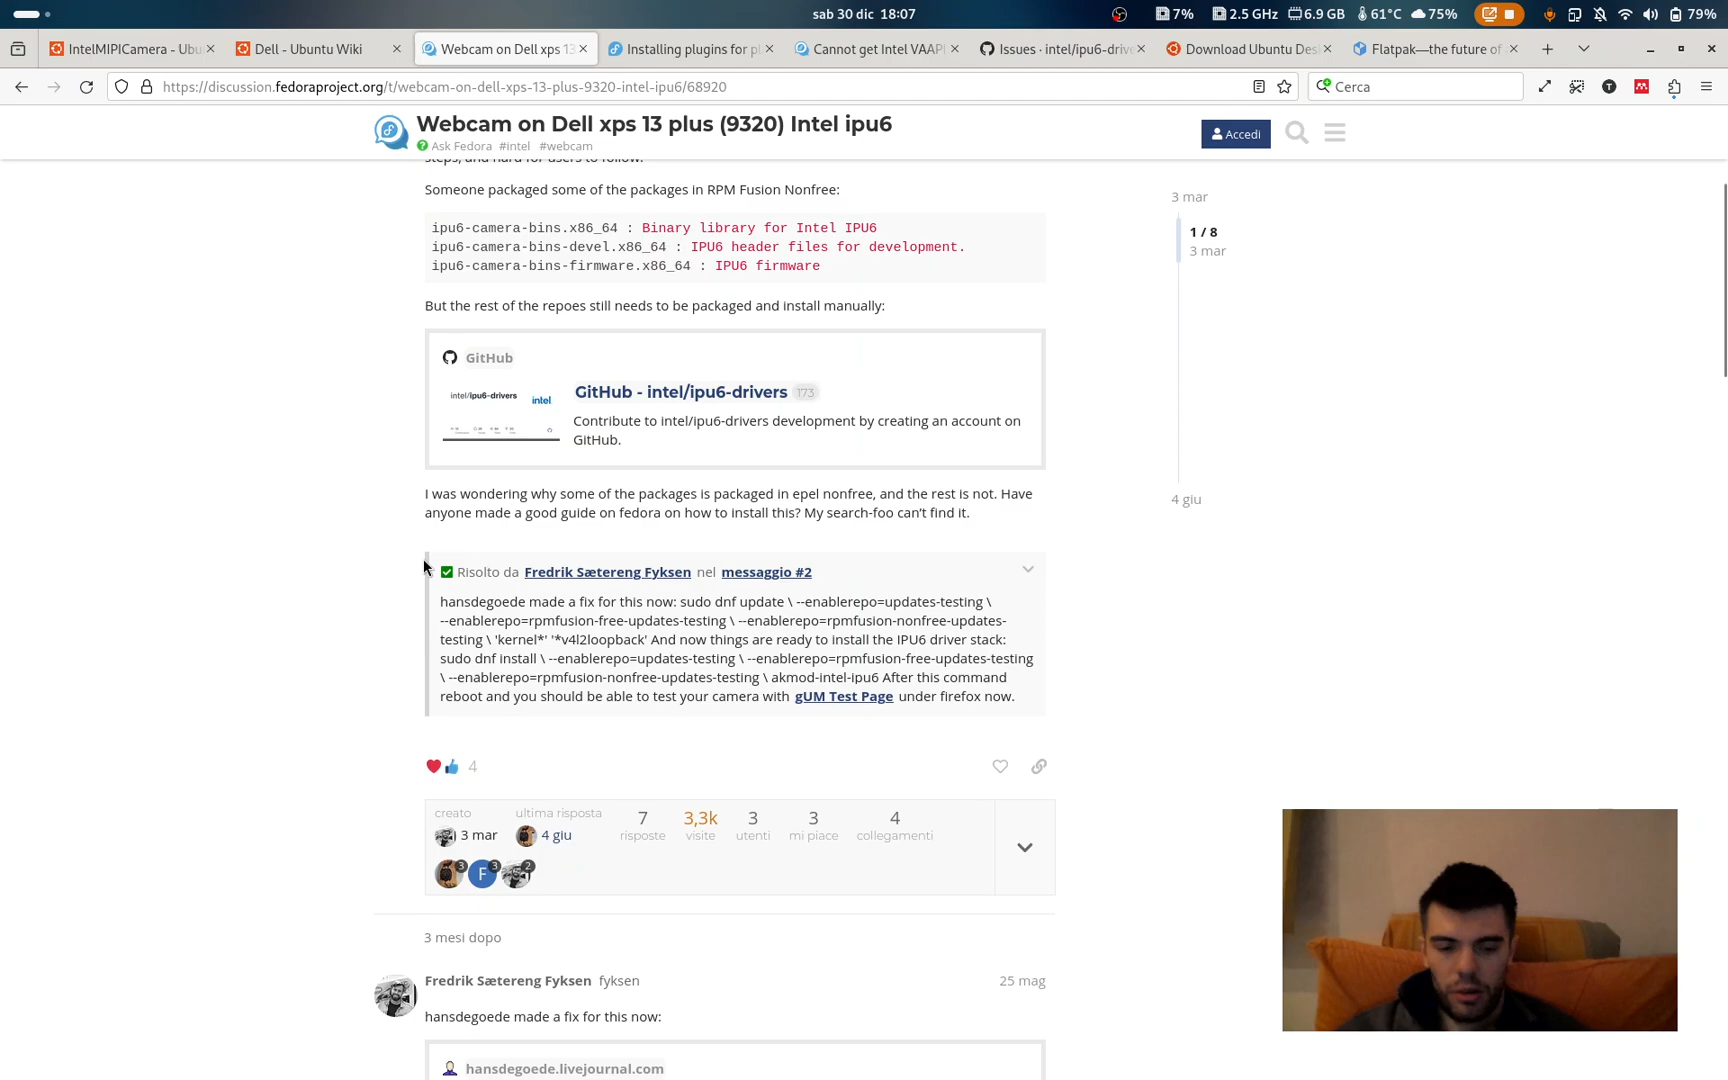 sab 30 dic 18:07
7%
2.5 GHz
6.9 GB
61°C
75%
79%
IntelMIPICamera - Ubu
Dell - Ubuntu Wiki
Webcam on Dell xps 13
Installing plugins for p
Cannot get Intel VAAPI
Issues · intel/ipu6-drive
Download Ubuntu Des
Flatpak—the future of
https://discussion.fedoraproject.org/t/webcam-on-dell-xps-13-plus-9320-intel-ipu6/68920
Cerca
Webcam on Dell xps 13 plus (9320) Intel ipu6
Ask Fedora #intel #webcam
Accedi
steps, and hard for users to follow.
Someone packaged some of the packages in RPM Fusion Nonfree:
ipu6-camera-bins.x86_64 : Binary library for Intel IPU6
ipu6-camera-bins-devel.x86_64 : IPU6 header files for development.
ipu6-camera-bins-firmware.x86_64 : IPU6 firmware
But the rest of the repoes still needs to be packaged and install manually:
GitHub
intel/ipu6-drivers
intel
GitHub - intel/ipu6-drivers 173
Contribute to intel/ipu6-drivers development by creating an account on
GitHub.
I was wondering why some of the packages is packaged in epel nonfree, and the rest is not. Have
anyone made a good guide on fedora on how to install this? My search-foo can't find it.
Risolto da Fredrik Sætereng Fyksen nel messaggio #2
hansdegoede made a fix for this now: sudo dnf update \ --enablerepo=updates-testing \
--enablerepo=rpmfusion-free-updates-testing \ --enablerepo=rpmfusion-nonfree-updates-
testing \ 'kernel*' '*v4l2loopback' And now things are ready to install the IPU6 driver stack:
sudo dnf install \ --enablerepo=updates-testing \ --enablerepo=rpmfusion-free-updates-testing
\ --enablerepo=rpmfusion-nonfree-updates-testing \ akmod-intel-ipu6 After this command
reboot and you should be able to test your camera with gUM Test Page under firefox now.
4
creato
3 mar
ultima risposta
4 giu
7
risposte
3,3k
visite
3
utenti
3
mi piace
4
collegamenti
3
F
3
2
3 mesi dopo
Fredrik Sætereng Fyksen fyksen
25 mag
hansdegoede made a fix for this now:
hansdegoede.livejournal.com
3 mar
1 / 8
3 mar
4 giu